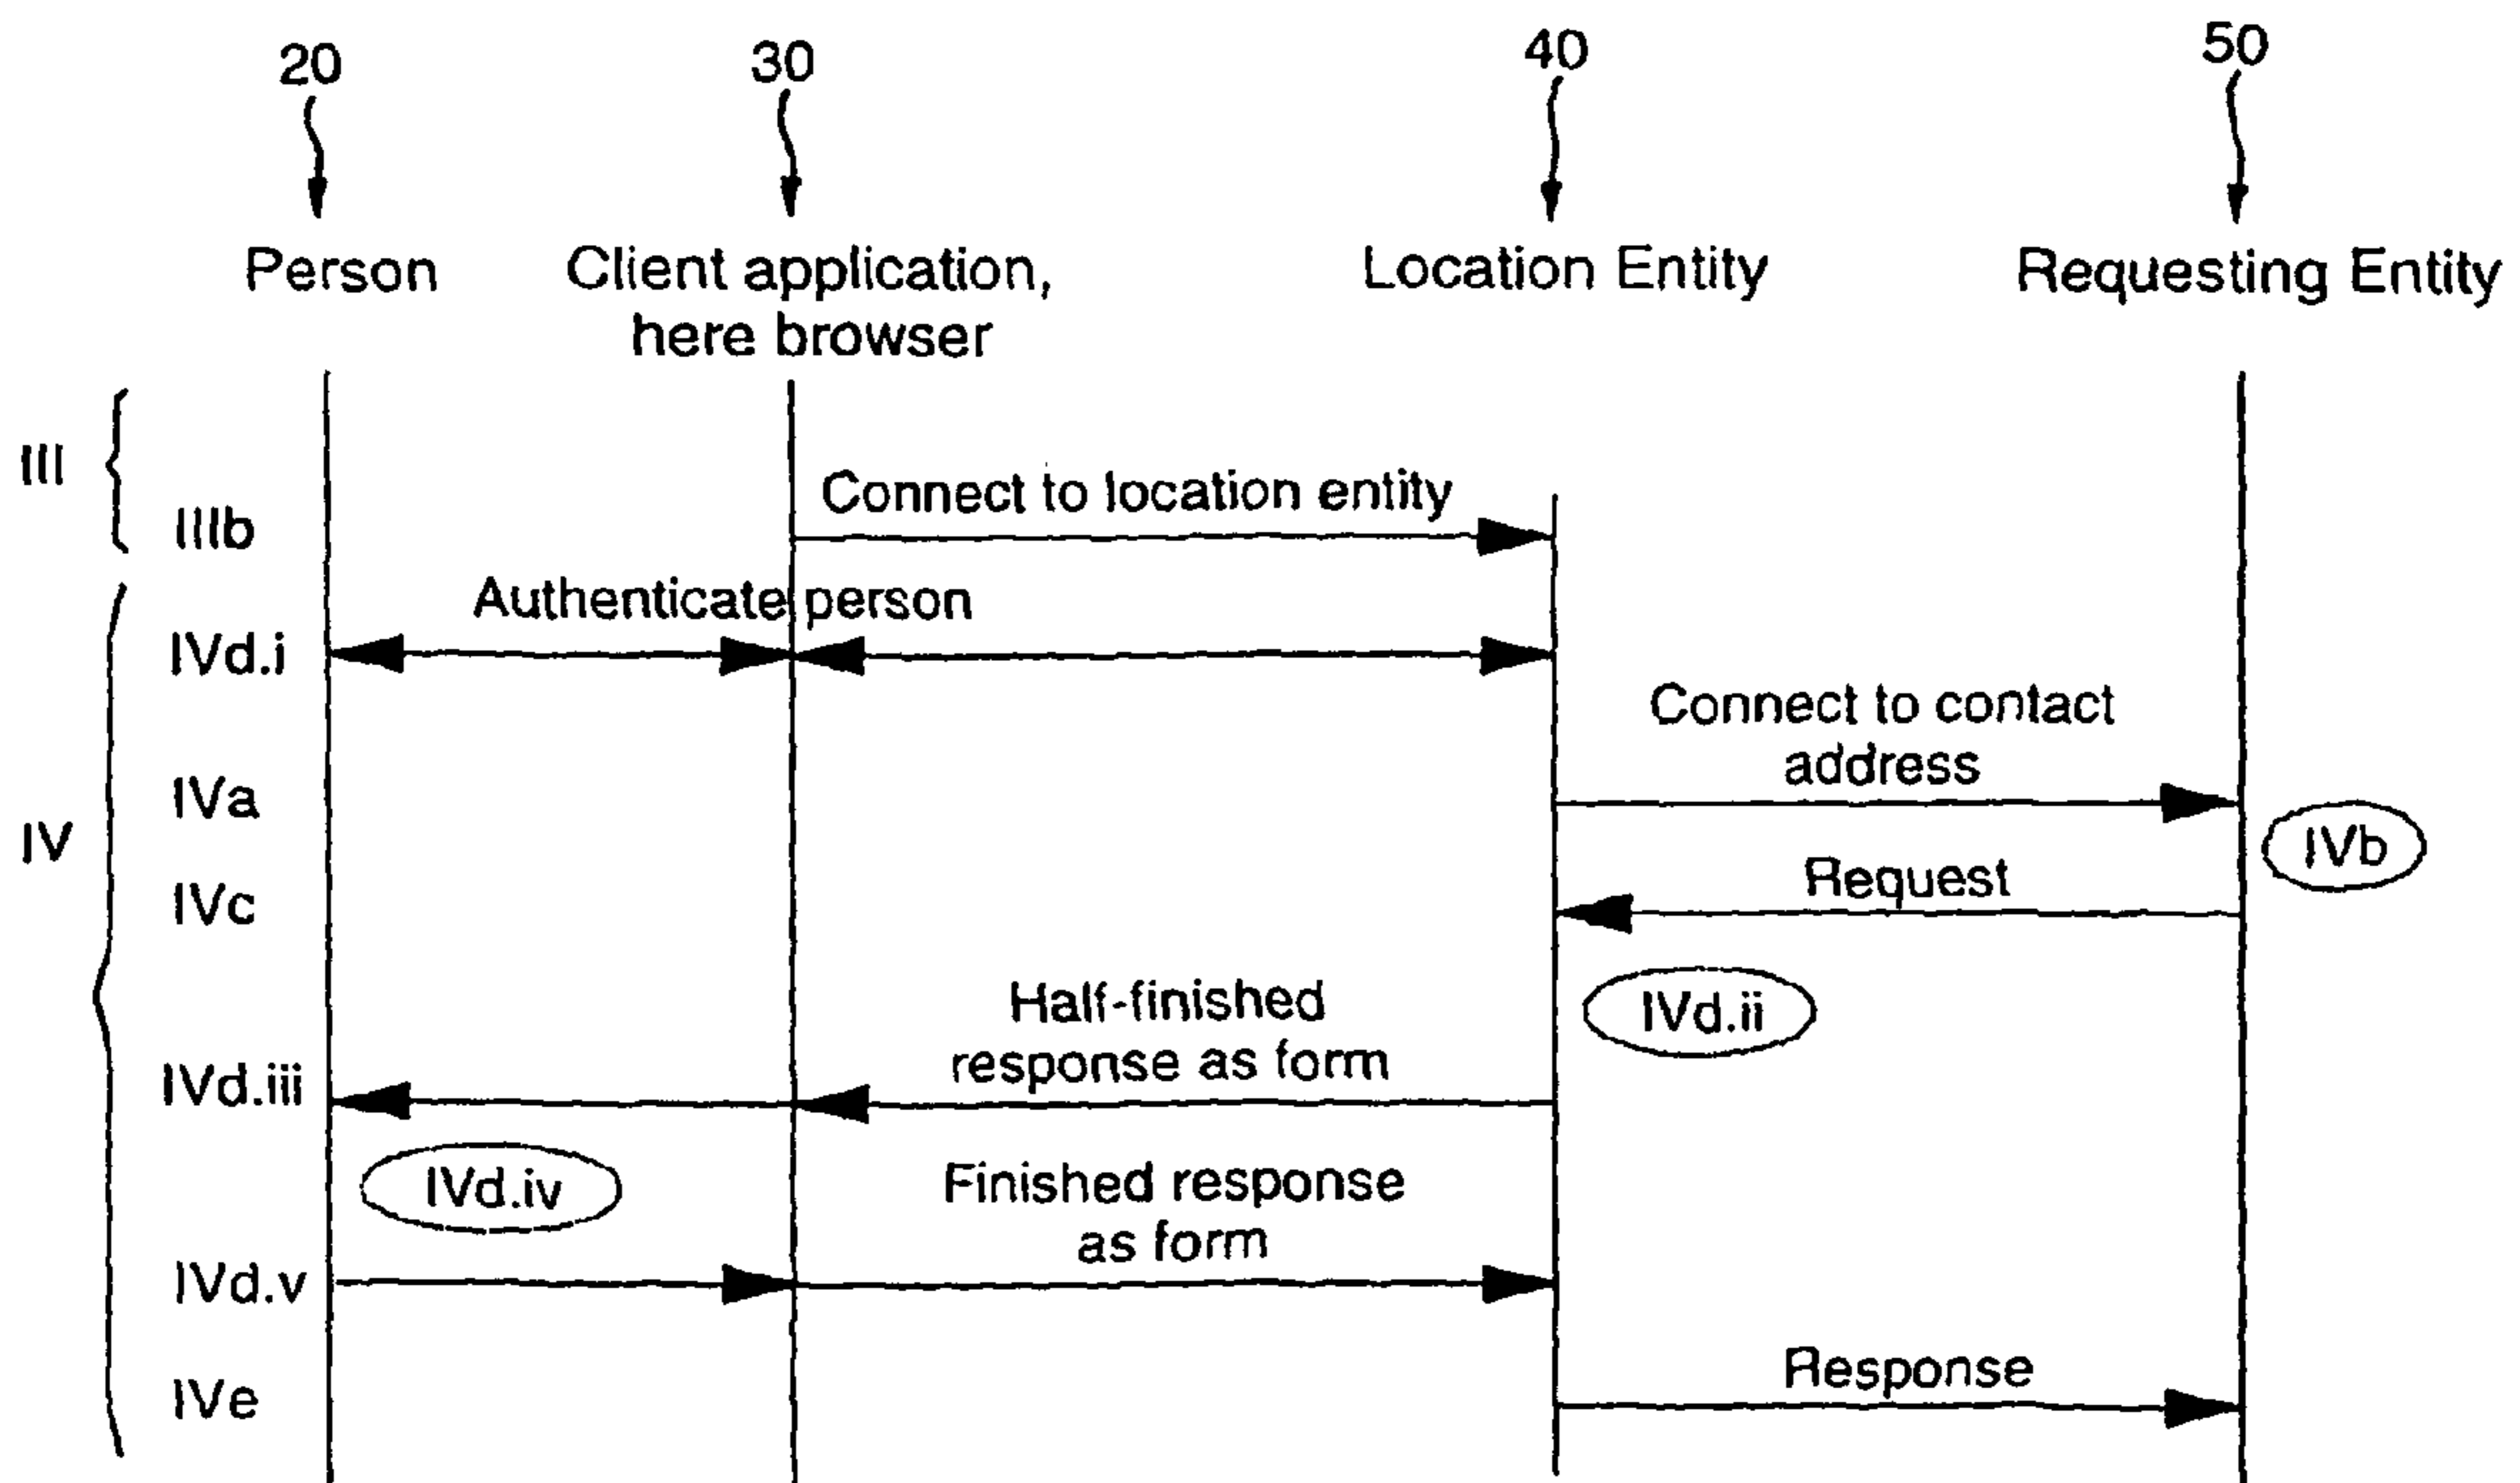 20
30
40
50
Person
Client application,
here browser
Location Entity
Requesting Entity
III
IIIb
Connect to location entity
IV
IVd.i
Authenticate person
IVa
Connect to contact
address
IVb
IVc
Request
IVd.ii
IVd.iii
Half-finished
response as form
IVd.iv
IVd.v
Finished response
as form
IVe
Response